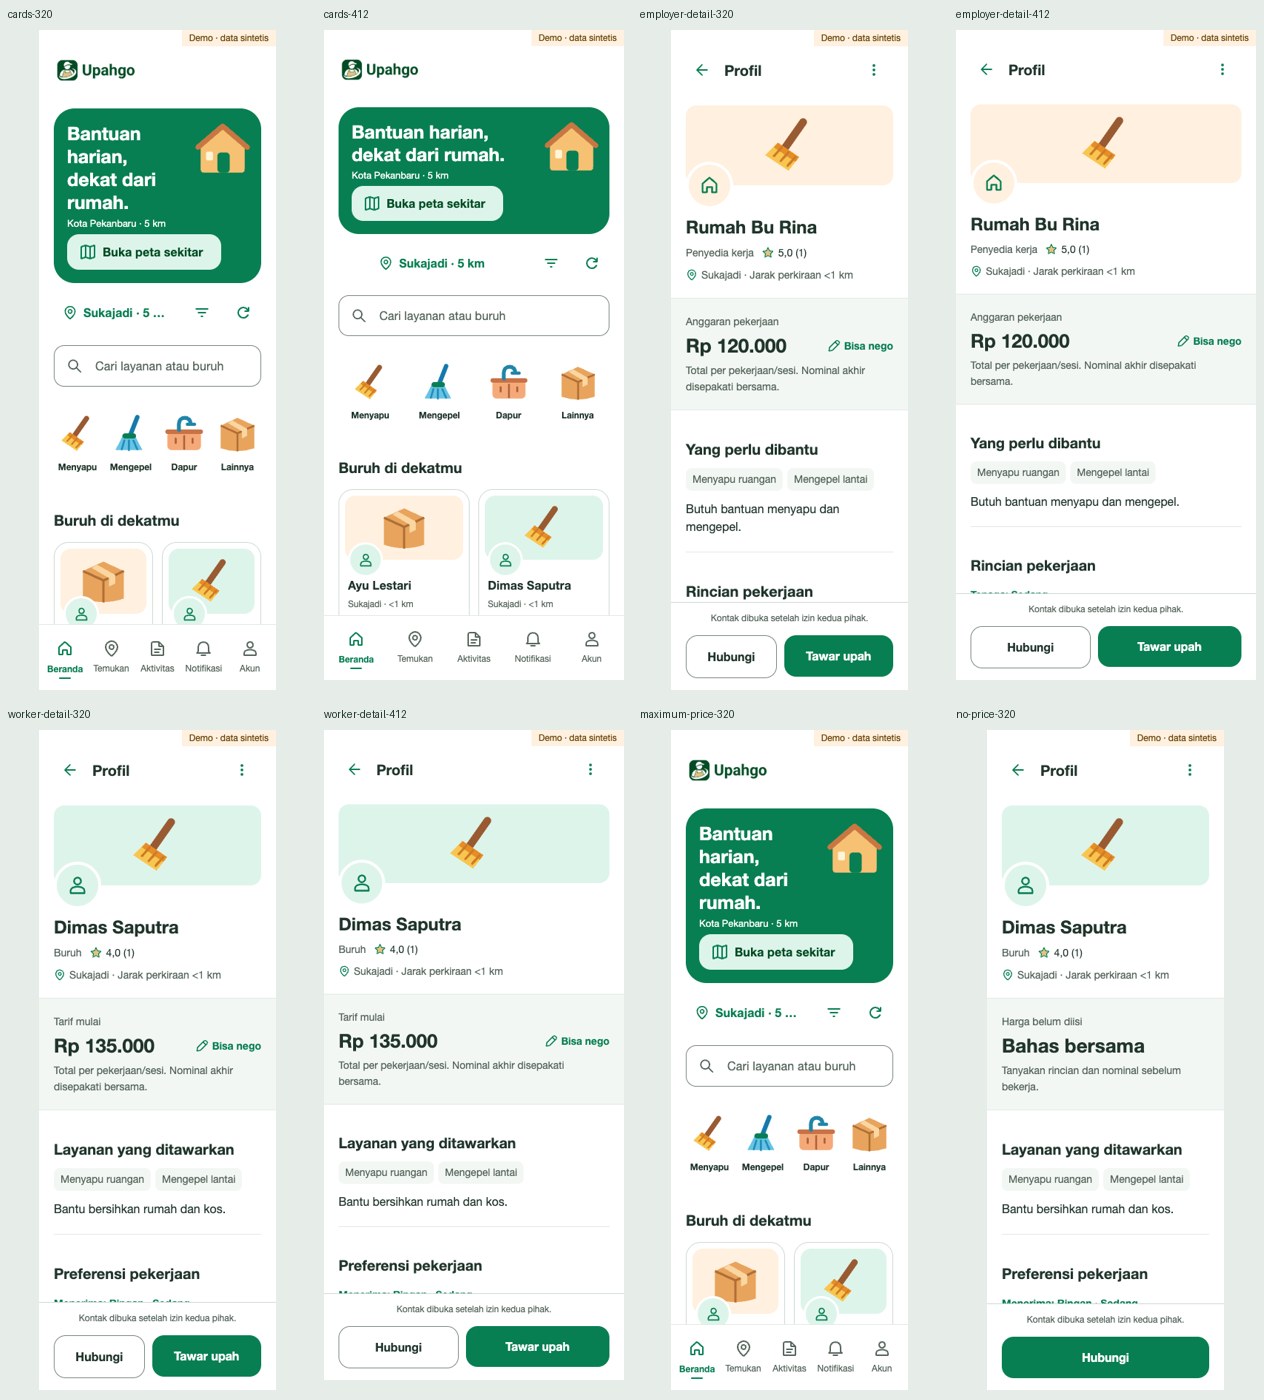 cards-320
Demo · data sintetis
Upahgo
Bantuan
harian,
dekat dari
rumah.
Kota Pekanbaru · 5 km
Buka peta sekitar
Sukajadi · 5 ...
Cari layanan atau buruh
Menyapu Mengepel Dapur Lainnya
Buruh di dekatmu
Beranda Temukan Aktivitas Notifikasi Akun
cards-412
Demo · data sintetis
Upahgo
Bantuan harian,
dekat dari rumah.
Kota Pekanbaru · 5 km
Buka peta sekitar
Sukajadi · 5 km
Cari layanan atau buruh
Menyapu Mengepel Dapur Lainnya
Buruh di dekatmu
Ayu Lestari Dimas Saputra
Sukajadi · <1 km Sukajadi · <1 km
Beranda Temukan Aktivitas Notifikasi Akun
employer-detail-320
Demo · data sintetis
Profil
Rumah Bu Rina
Penyedia kerja 5,0 (1)
Sukajadi · Jarak perkiraan <1 km
Anggaran pekerjaan
Rp 120.000 Bisa nego
Total per pekerjaan/sesi. Nominal akhir
disepakati bersama.
Yang perlu dibantu
Menyapu ruangan Mengepel lantai
Butuh bantuan menyapu dan
mengepel.
Rincian pekerjaan
Kontak dibuka setelah izin kedua pihak.
Hubungi Tawar upah
employer-detail-412
Demo · data sintetis
Profil
Rumah Bu Rina
Penyedia kerja 5,0 (1)
Sukajadi · Jarak perkiraan <1 km
Anggaran pekerjaan
Rp 120.000 Bisa nego
Total per pekerjaan/sesi. Nominal akhir disepakati
bersama.
Yang perlu dibantu
Menyapu ruangan Mengepel lantai
Butuh bantuan menyapu dan mengepel.
Rincian pekerjaan
Kontak dibuka setelah izin kedua pihak.
Hubungi Tawar upah
worker-detail-320
Demo · data sintetis
Profil
Dimas Saputra
Buruh 4,0 (1)
Sukajadi · Jarak perkiraan <1 km
Tarif mulai
Rp 135.000 Bisa nego
Total per pekerjaan/sesi. Nominal akhir
disepakati bersama.
Layanan yang ditawarkan
Menyapu ruangan Mengepel lantai
Bantu bersihkan rumah dan kos.
Preferensi pekerjaan
Kontak dibuka setelah izin kedua pihak.
Hubungi Tawar upah
worker-detail-412
Demo · data sintetis
Profil
Dimas Saputra
Buruh 4,0 (1)
Sukajadi · Jarak perkiraan <1 km
Tarif mulai
Rp 135.000 Bisa nego
Total per pekerjaan/sesi. Nominal akhir disepakati
bersama.
Layanan yang ditawarkan
Menyapu ruangan Mengepel lantai
Bantu bersihkan rumah dan kos.
Preferensi pekerjaan
Kontak dibuka setelah izin kedua pihak.
Hubungi Tawar upah
maximum-price-320
Demo · data sintetis
Upahgo
Bantuan
harian,
dekat dari
rumah.
Kota Pekanbaru · 5 km
Buka peta sekitar
Sukajadi · 5 ...
Cari layanan atau buruh
Menyapu Mengepel Dapur Lainnya
Buruh di dekatmu
Beranda Temukan Aktivitas Notifikasi Akun
no-price-320
Demo · data sintetis
Profil
Dimas Saputra
Buruh 4,0 (1)
Sukajadi · Jarak perkiraan <1 km
Harga belum diisi
Bahas bersama
Tanyakan rincian dan nominal sebelum
bekerja.
Layanan yang ditawarkan
Menyapu ruangan Mengepel lantai
Bantu bersihkan rumah dan kos.
Preferensi pekerjaan
Kontak dibuka setelah izin kedua pihak.
Hubungi